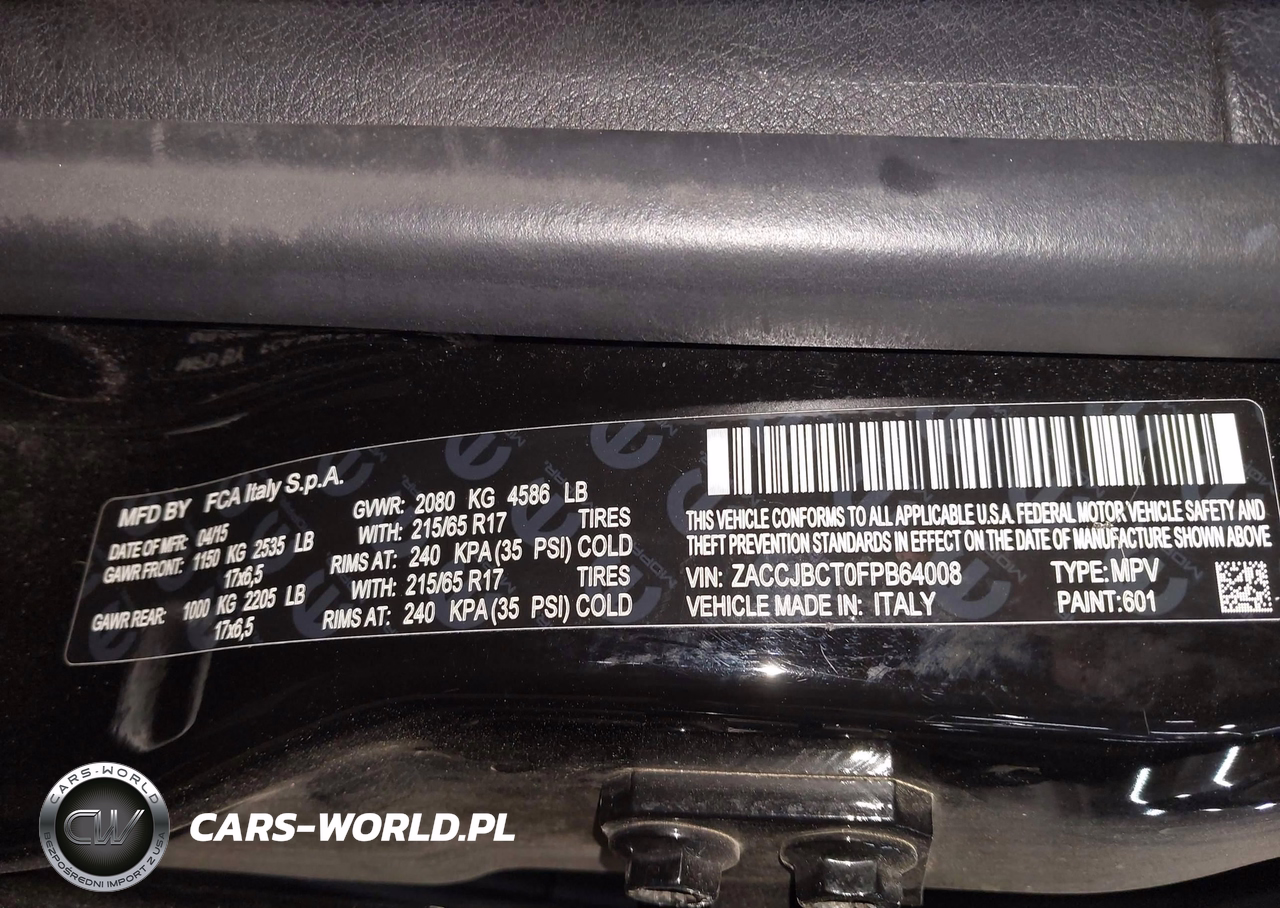 MFD BY FCA Italy S.p.A.
DATE OF MFR: 04/15
GVWR: 2080 KG 4586 LB
GAWR FRONT: 1150 KG 2535 LB
WITH: 215/65 R17 TIRES
17x6,5
RIMS AT: 240 KPA (35 PSI) COLD
GAWR REAR: 1000 KG 2205 LB
WITH: 215/65 R17 TIRES
17x6,5
RIMS AT: 240 KPA (35 PSI) COLD
THIS VEHICLE CONFORMS TO ALL APPLICABLE U.S.A. FEDERAL MOTOR VEHICLE SAFETY AND
THEFT PREVENTION STANDARDS IN EFFECT ON THE DATE OF MANUFACTURE SHOWN ABOVE
VIN: ZACCJBCT0FPB64008 TYPE: MPV
VEHICLE MADE IN: ITALY PAINT: 601
CARS-WORLD
CW
BEZPOŚREDNI IMPORT Z USA
CARS-WORLD.PL